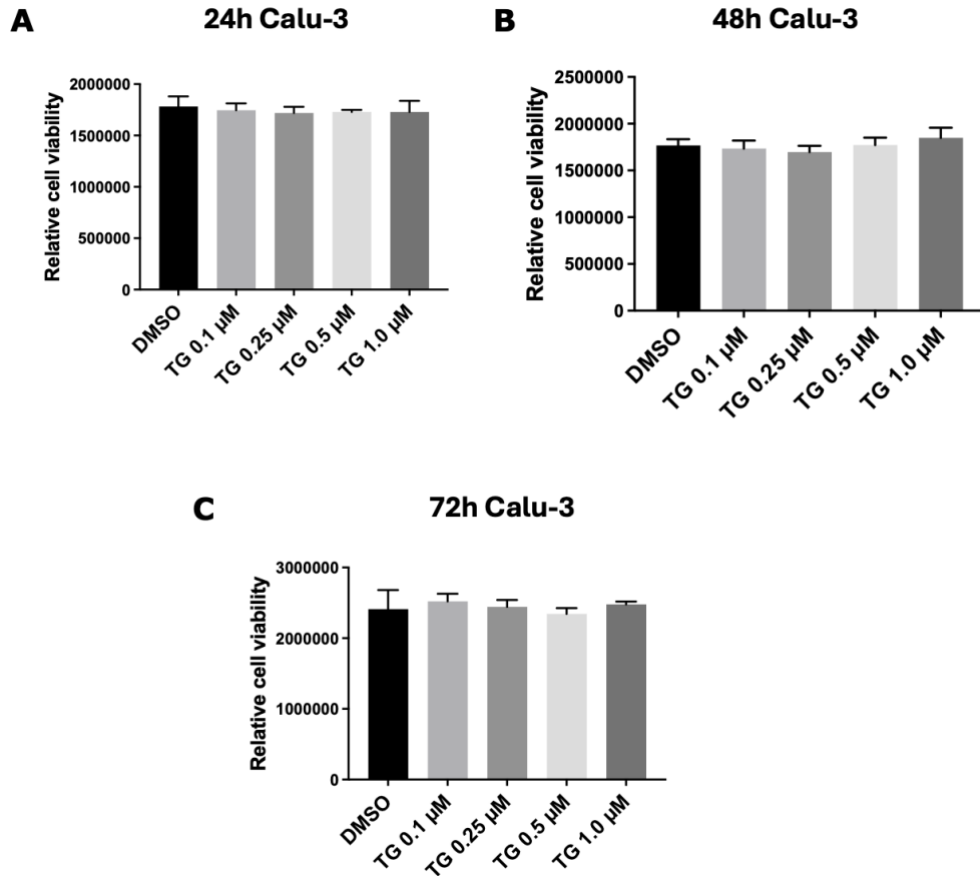 A
24h Calu-3
Relative cell viability
2000000
1500000
1000000
500000
0
DMSO
TG 0.1 µM
TG 0.25 µM
TG 0.5 µM
TG 1.0 µM
B
48h Calu-3
Relative cell viability
2500000
2000000
1500000
1000000
500000
0
DMSO
TG 0.1 µM
TG 0.25 µM
TG 0.5 µM
TG 1.0 µM
C
72h Calu-3
Relative cell viability
3000000
2000000
1000000
0
DMSO
TG 0.1 µM
TG 0.25 µM
TG 0.5 µM
TG 1.0 µM